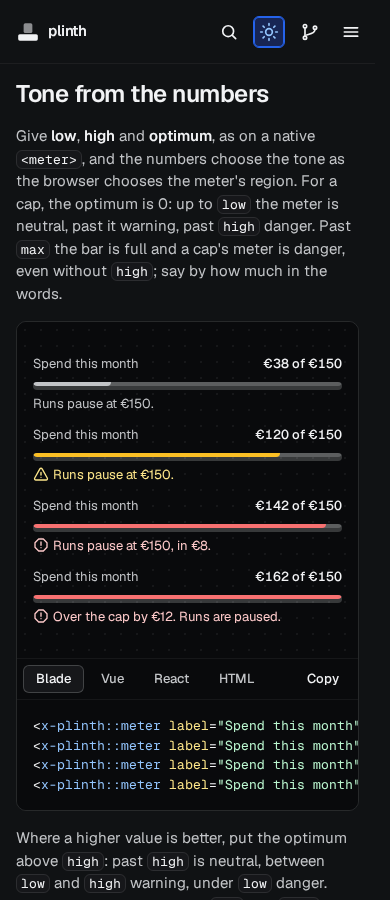 plinth
Tone from the numbers
Give low, high and optimum, as on a native
<meter>, and the numbers choose the tone as
the browser chooses the meter's region. For a
cap, the optimum is 0: up to low the meter is
neutral, past it warning, past high danger. Past
max the bar is full and a cap's meter is danger,
even without high; say by how much in the
words.
Spend this month €38 of €150
Runs pause at €150.
Spend this month €120 of €150
Runs pause at €150.
Spend this month €142 of €150
Runs pause at €150, in €8.
Spend this month €162 of €150
Over the cap by €12. Runs are paused.
Blade Vue React HTML Copy
<x-plinth::meter label="Spend this month"
<x-plinth::meter label="Spend this month"
<x-plinth::meter label="Spend this month"
<x-plinth::meter label="Spend this month"
Where a higher value is better, put the optimum
above high: past high is neutral, between
low and high warning, under low danger.